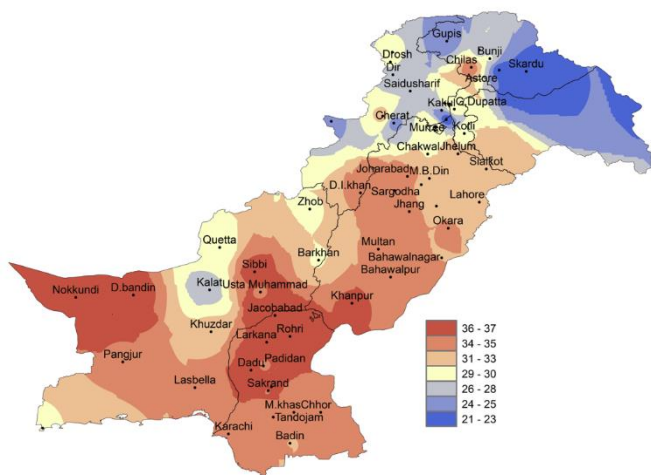 Gupis
Drosh
Bunji
Dir
Chilas
Skardu
Astore
Saidusharif
Kakul
G.Dupatta
Cherat
Murree
Kotli
Chakwal
Jhelum
Sialkot
Joharabad
M.B.Din
D.I.khan
Sargodha
Lahore
Jhang
Zhob
Okara
Quetta
Multan
Barkhan
Bahawalnagar
Sibbi
Bahawalpur
Kalat
Usta Muhammad
Nokkundi
D.bandin
Khanpur
Jacobabad
Khuzdar
Larkana
Rohri
Pangjur
Dadu
Padidan
Lasbella
Sakrand
M.khas
Chhor
Tandojam
Karachi
Badin
36 - 37
34 - 35
31 - 33
29 - 30
26 - 28
24 - 25
21 - 23